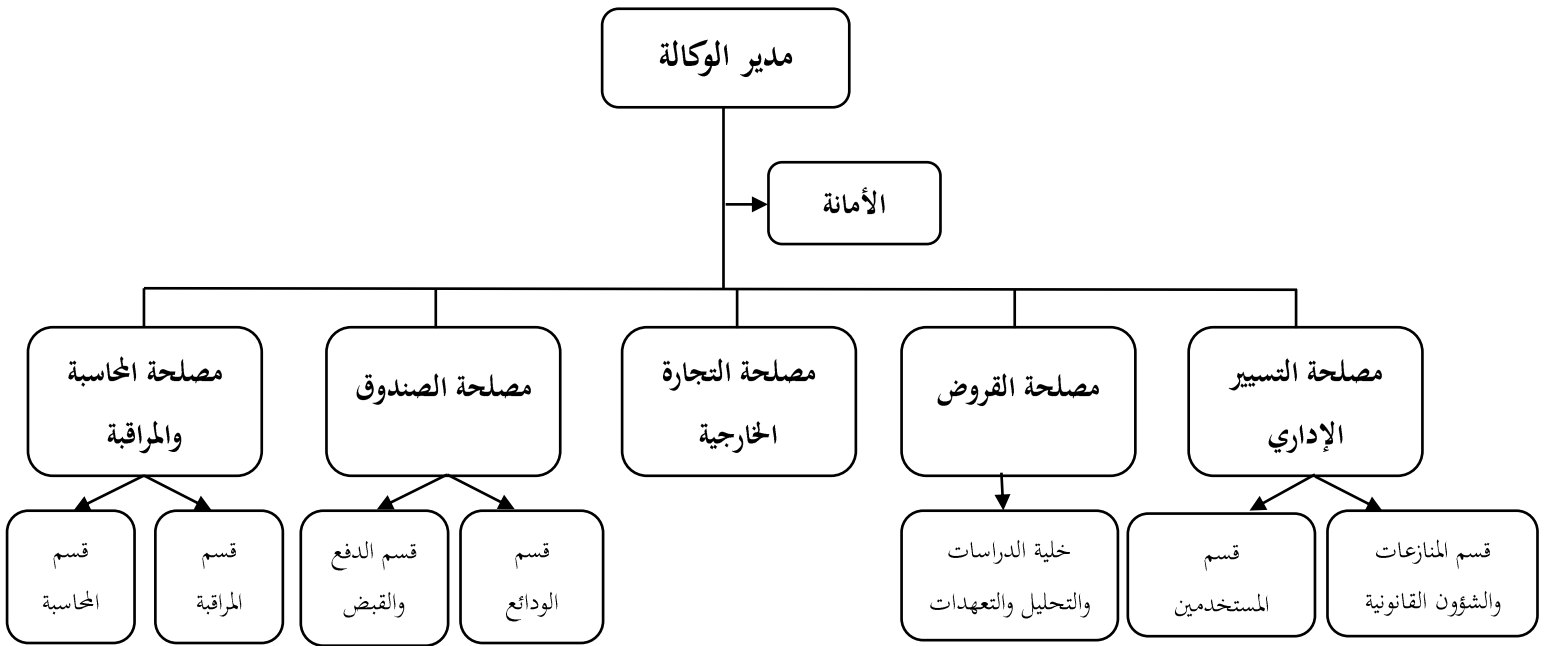 مدير الوكالة
الأمانة
مصلحة التسيير
الإداري
مصلحة القروض
مصلحة التجارة
الخارجية
مصلحة الصندوق
مصلحة المحاسبة
والمراقبة
قسم المنازعات
والشؤون القانونية
قسم
المستخدمين
خلية الدراسات
والتحليل والتعهدات
قسم
الودائع
قسم الدفع
والقبض
قسم
المراقبة
قسم
المحاسبة